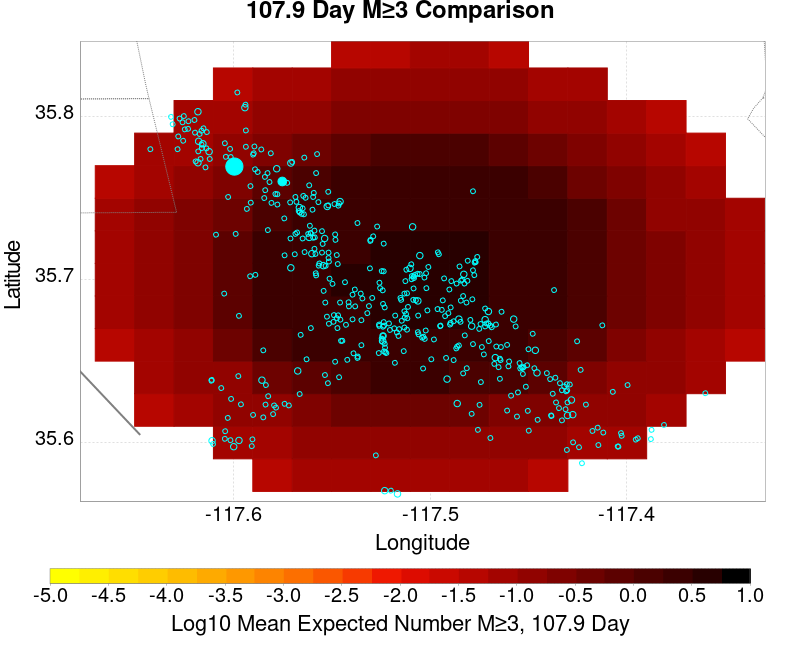 107.9 Day M≥3 Comparison
Latitude
35.8
35.7
35.6
-117.6 -117.5 -117.4
Longitude
-5.0 -4.5 -4.0 -3.5 -3.0 -2.5 -2.0 -1.5 -1.0 -0.5 0.0 0.5 1.0
Log10 Mean Expected Number M≥3, 107.9 Day